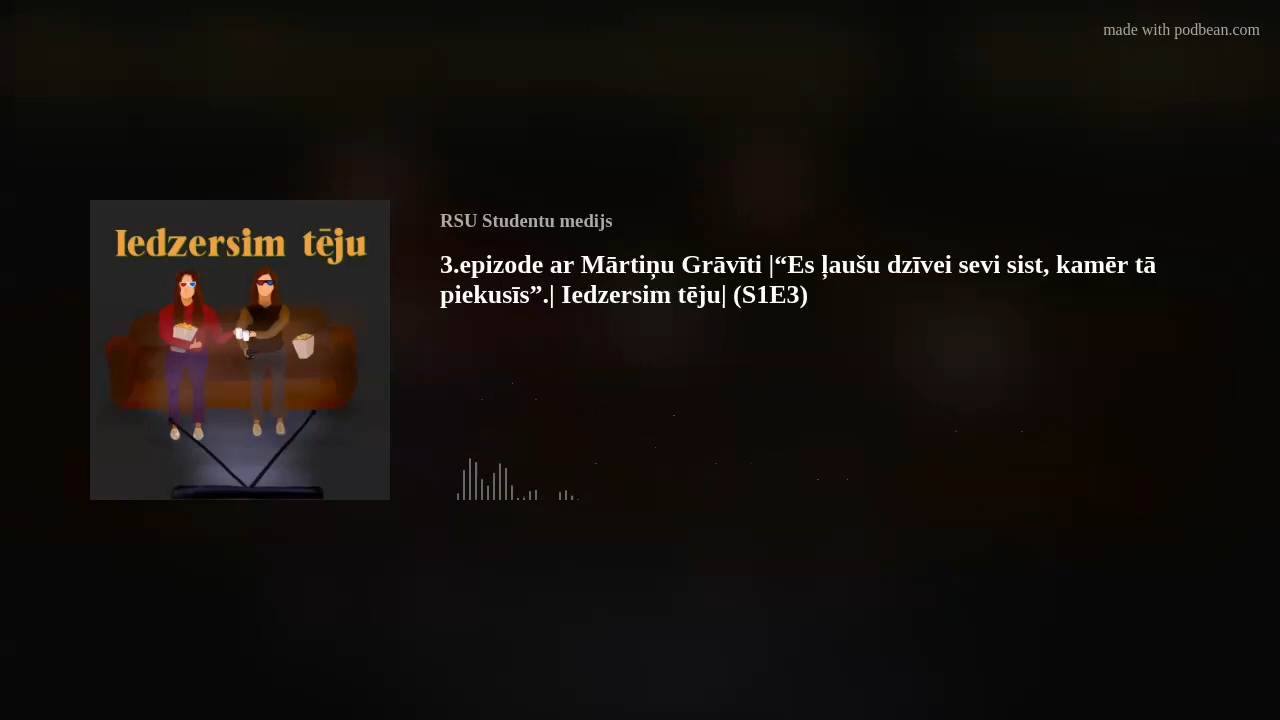 made with podbean.com
Iedzersim tēju
RSU Studentu medijs
3.epizode ar Mārtiņu Grāvīti |“Es ļaušu dzīvei sevi sist, kamēr tā
piekusīs”.| Iedzersim tēju| (S1E3)